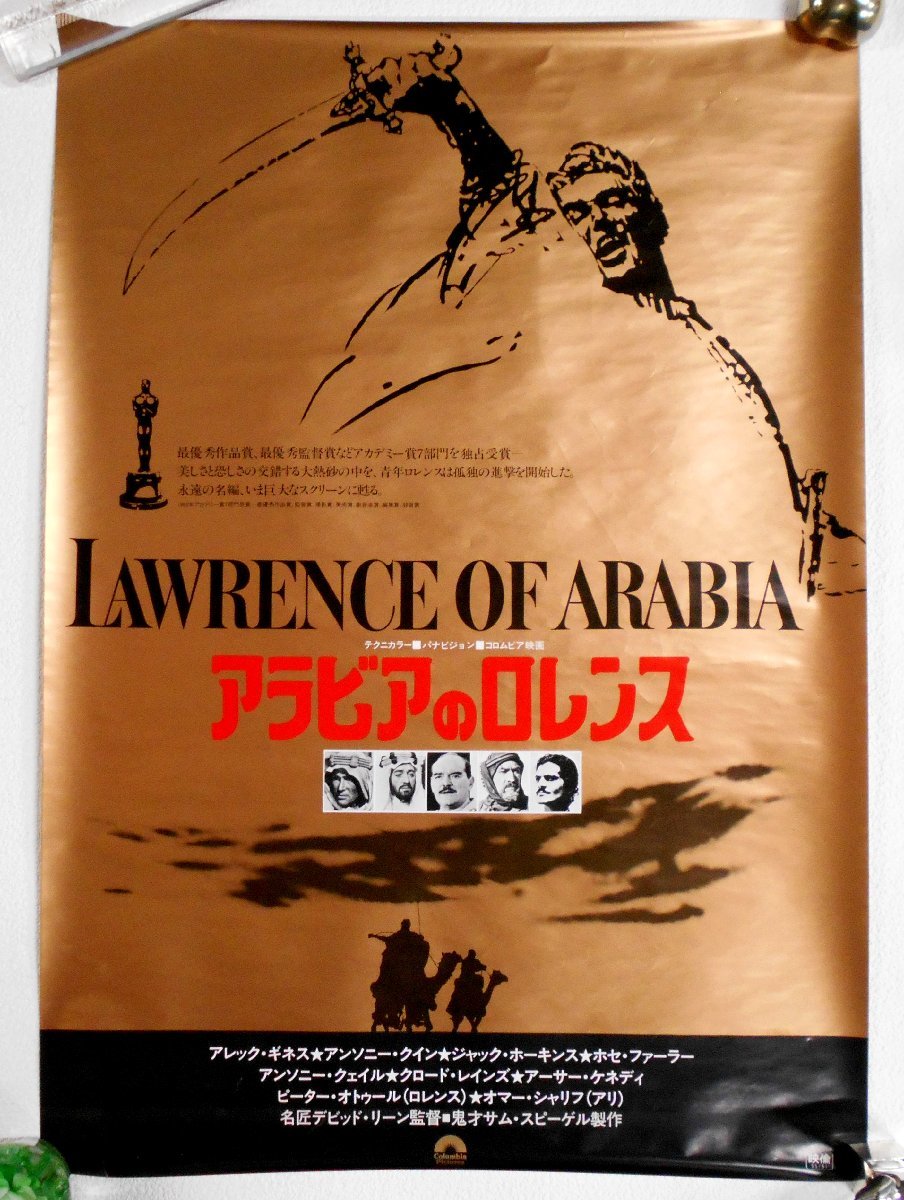 最優秀作品賞、最優秀監督賞などアカデミー賞7部門を独占受賞—
美しさと恐しさの交錯する大熱砂の中を、青年ロレンスは孤独の進撃を開始した。
永遠の名編、いま巨大なスクリーンに甦る。
LAWRENCE OF ARABIA
テクニカラー■パナビジョン■コロムビア映画
アラビアのロレンス
アレック・ギネス★アンソニー・クイン★ジャック・ホーキンス★ホセ・ファーラー
アンソニー・クェイル★クロード・レインズ★アーサー・ケネディ
ピーター・オトゥール(ロレンス)★オマー・シャリフ(アリ)
名匠デビッド・リーン監督■鬼才サム・スピーゲル製作
Columbia
Pictures
映倫